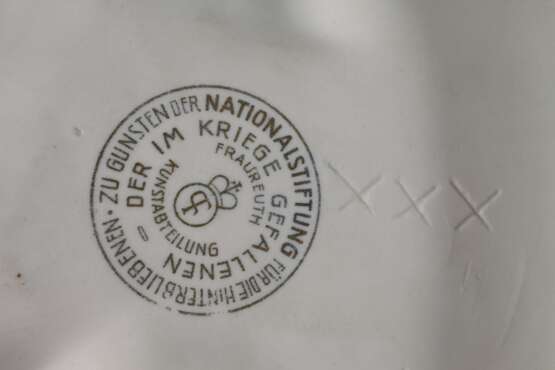 ZU GUNSTEN DER NATIONALSTIFTUNG FÜR DIE HINTERBLIEBENEN ·
DER IM KRIEGE GEFALLENEN –
FRAUREUTH
KUNSTABTEILUNG
X X X